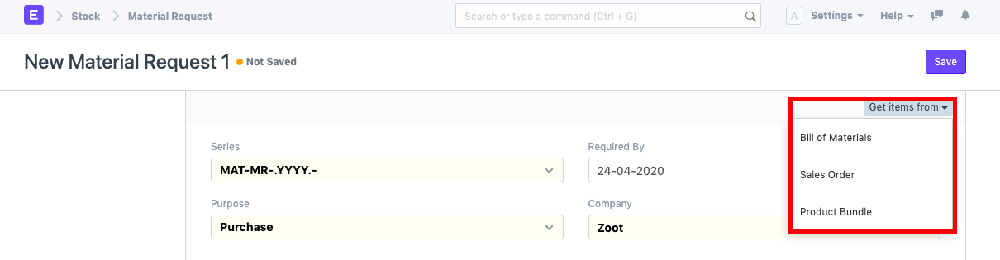 E Stock Material Request Search or type a command (Ctrl + G) A Settings Help
New Material Request 1 Not Saved Save
Get items from
Bill of Materials
Series Required By
MAT-MR-.YYYY.- 24-04-2020
Sales Order
Purpose Company
Product Bundle
Purchase Zoot